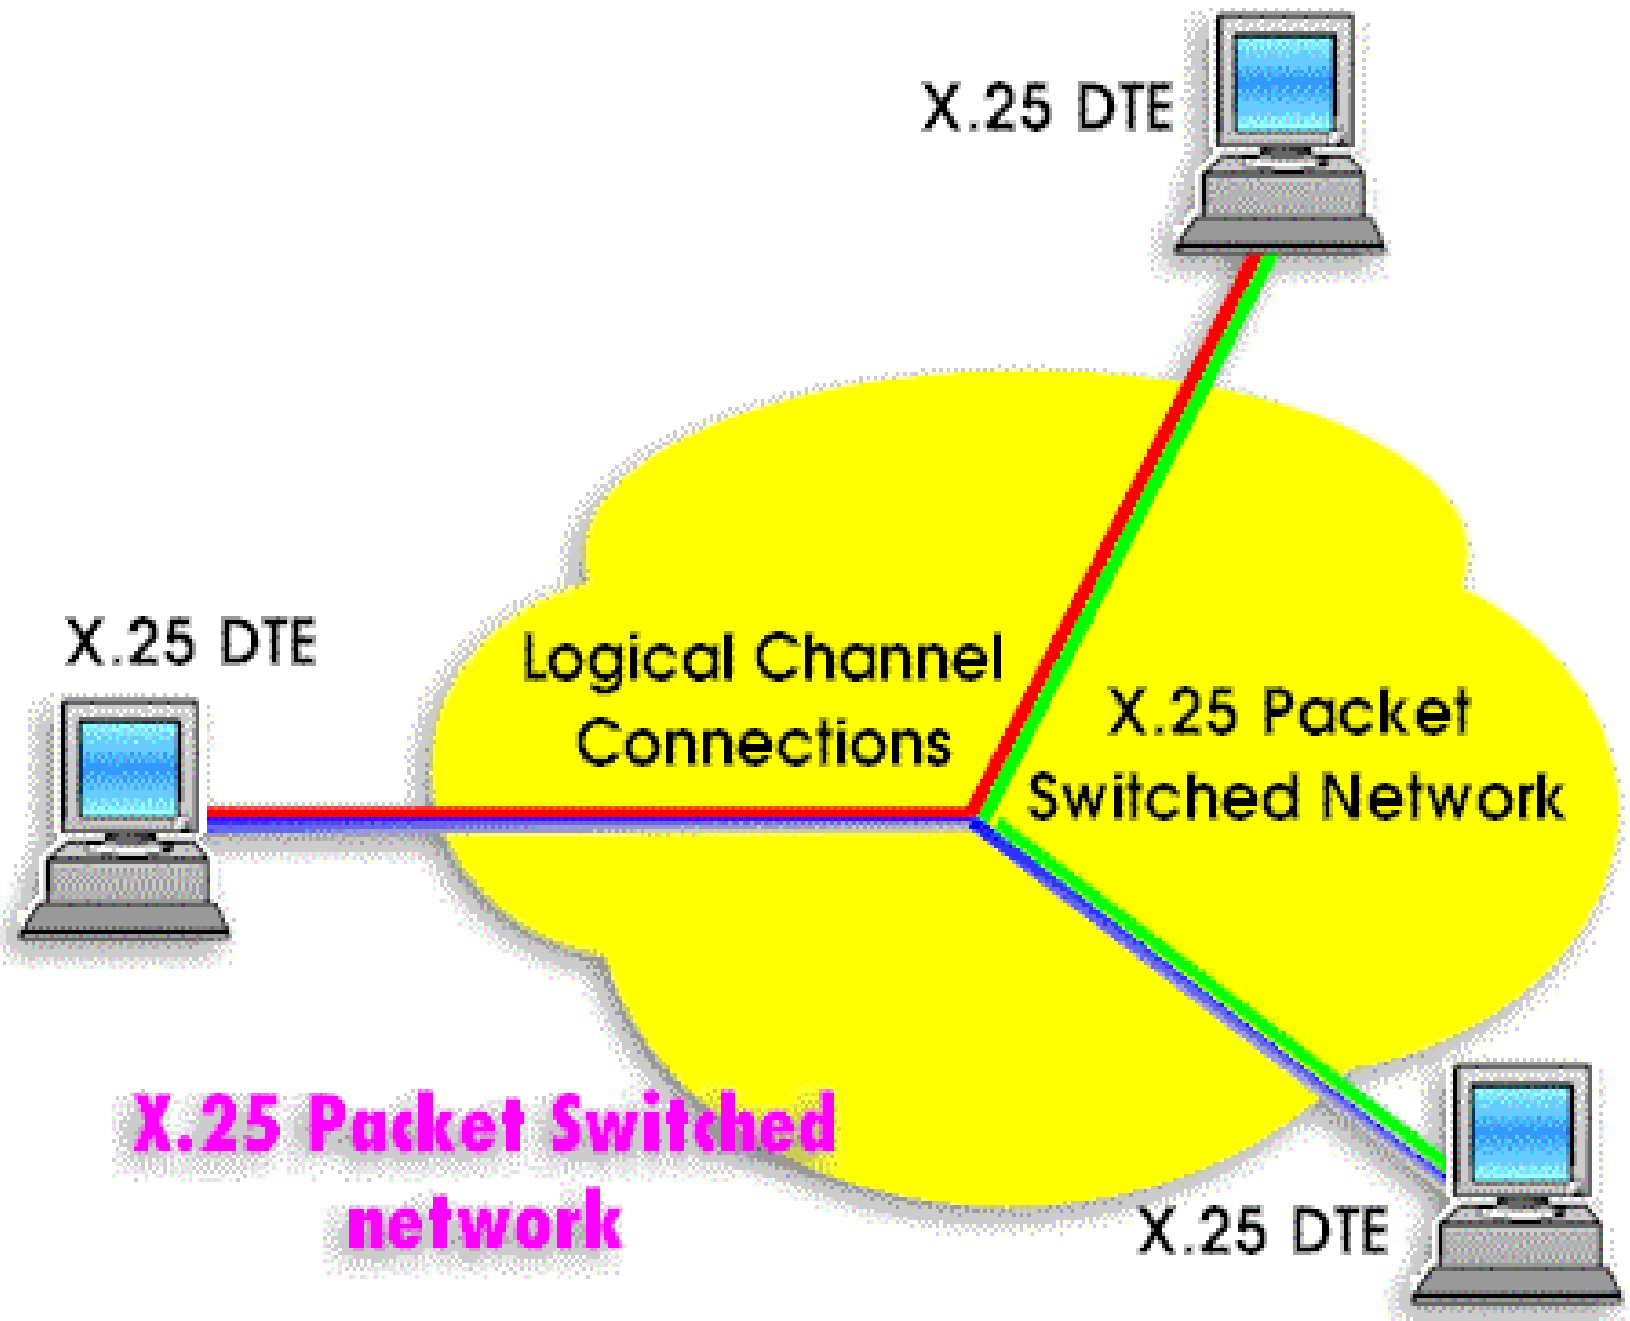 X.25 DTE
X.25 DTE
Logical Channel
Connections
X.25 Packet
Switched Network
X.25 Packet Switched
network
X.25 DTE